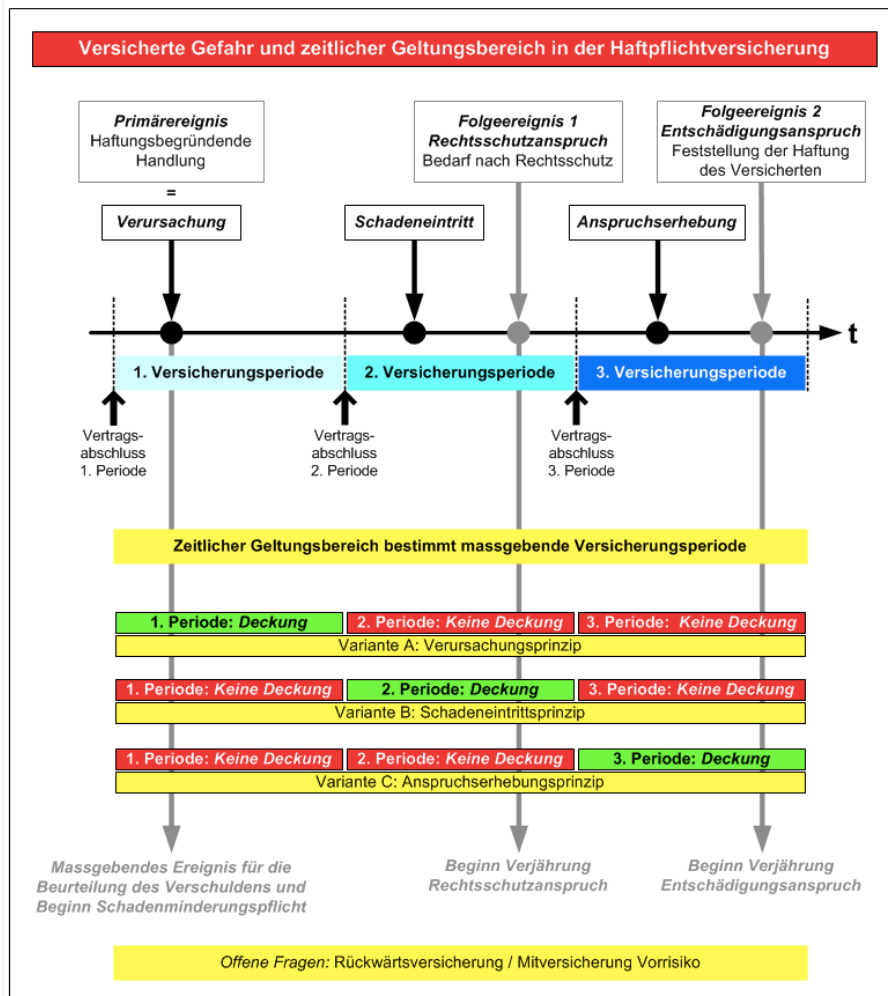 Versicherte Gefahr und zeitlicher Geltungsbereich in der Haftpflichtversicherung
Primärereignis
Haftungsbegründende
Handlung
=
Verursachung
Schadeneintritt
Folgeereignis 1
Rechtsschutzanspruch
Bedarf nach Rechtsschutz
Anspruchserhebung
Folgeereignis 2
Entschädigungsanspruch
Feststellung der Haftung
des Versicherten
t
1. Versicherungsperiode
2. Versicherungsperiode
3. Versicherungsperiode
Vertrags-
abschluss
1. Periode
Vertrags-
abschluss
2. Periode
Vertrags-
abschluss
3. Periode
Zeitlicher Geltungsbereich bestimmt massgebende Versicherungsperiode
1. Periode: Deckung
2. Periode: Keine Deckung
3. Periode: Keine Deckung
Variante A: Verursachungsprinzip
1. Periode: Keine Deckung
2. Periode: Deckung
3. Periode: Keine Deckung
Variante B: Schadeneintrittsprinzip
1. Periode: Keine Deckung
2. Periode: Keine Deckung
3. Periode: Deckung
Variante C: Anspruchserhebungsprinzip
Massgebendes Ereignis für die
Beurteilung des Verschuldens und
Beginn Schadenminderungspflicht
Beginn Verjährung
Rechtsschutzanspruch
Beginn Verjährung
Entschädigungsanspruch
Offene Fragen: Rückwärtsversicherung / Mitversicherung Vorrisiko